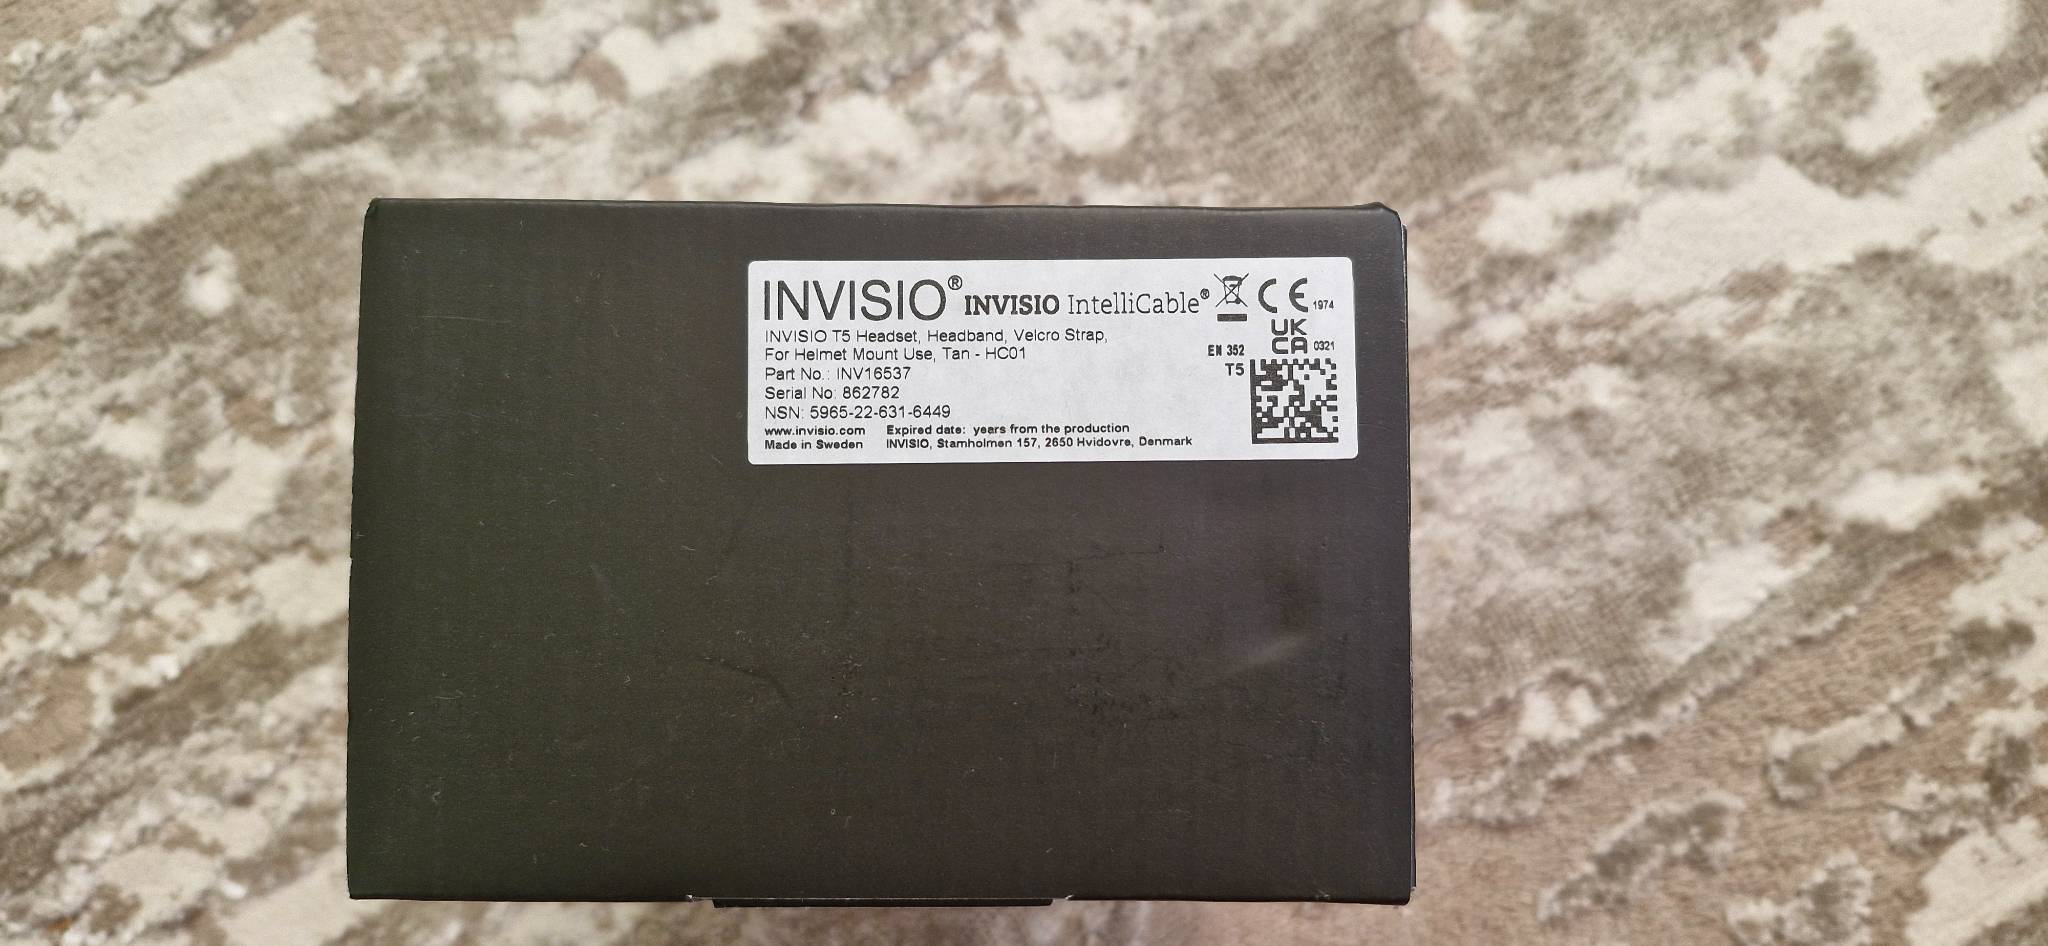 INVISIO® INVISIO IntelliCable® CE 1974
INVISIO T5 Headset, Headband, Velcro Strap,
For Helmet Mount Use, Tan - HC01
UK
CA 0321
EN 352
T5
Part No.: INV16537
Serial No: 862782
NSN: 5965-22-631-6449
www.invisio.com Expired date: years from the production
Made in Sweden INVISIO, Stamholmen 157, 2650 Hvidovre, Denmark